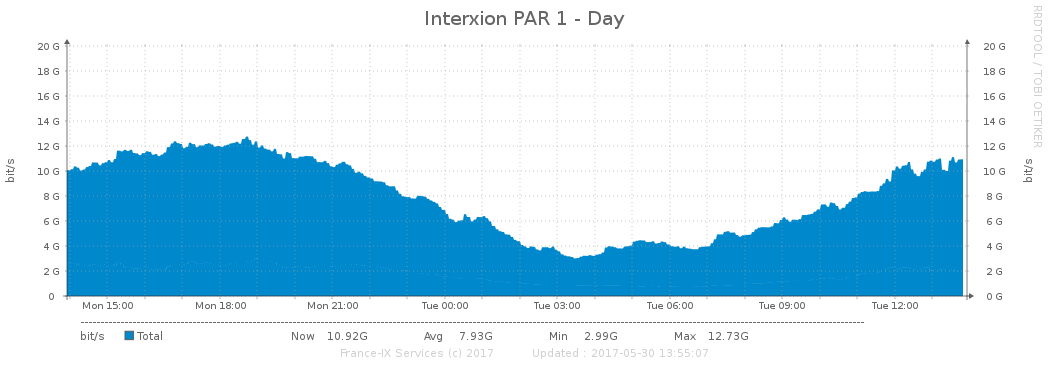 Interxion PAR 1 - Day
RRDTOOL / TOBI OETIKER
bit/s
20 G 20 G
18 G 18 G
16 G 16 G
14 G 14 G
12 G 12 G
10 G 10 G
8 G 8 G
6 G 6 G
4 G 4 G
2 G 2 G
0 0 G
bit/s
Mon 15:00 Mon 18:00 Mon 21:00 Tue 00:00 Tue 03:00 Tue 06:00 Tue 09:00 Tue 12:00
bit/s Total Now 10.92G Avg 7.93G Min 2.99G Max 12.73G
France-IX Services (c) 2017 Updated : 2017-05-30 13:55:07